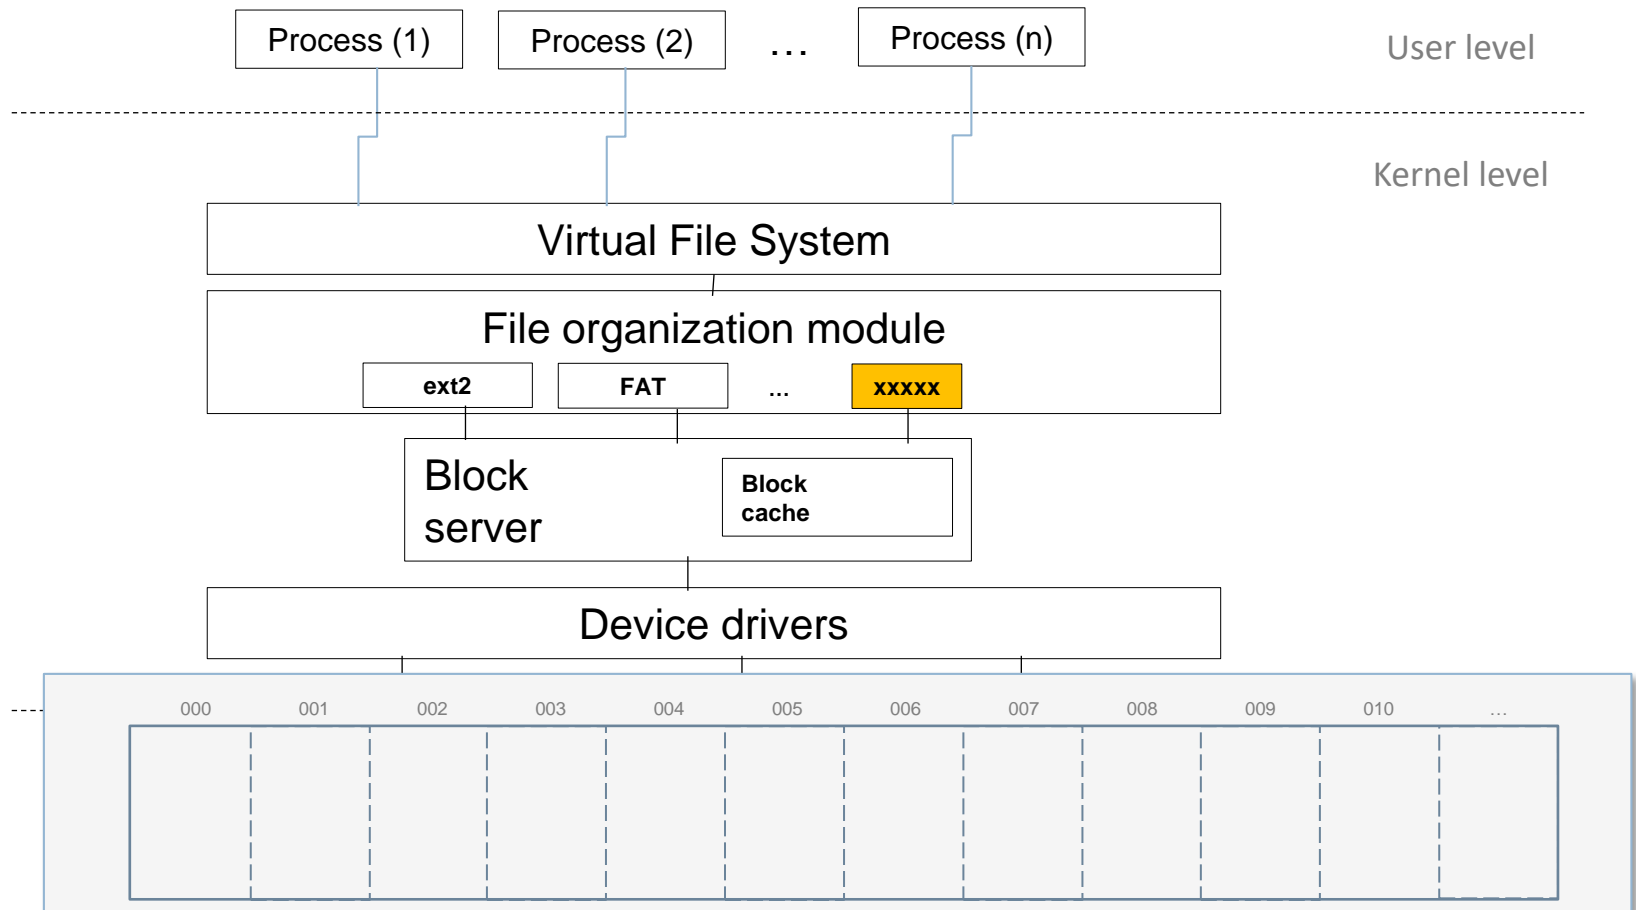 Process (1)
Process (2)
...
Process (n)
User level
Kernel level
Virtual File System
File organization module
ext2
FAT
...
xxxxx
Block
server
Block
cache
Device drivers
000 001 002 003 004 005 006 007 008 009 010 ...